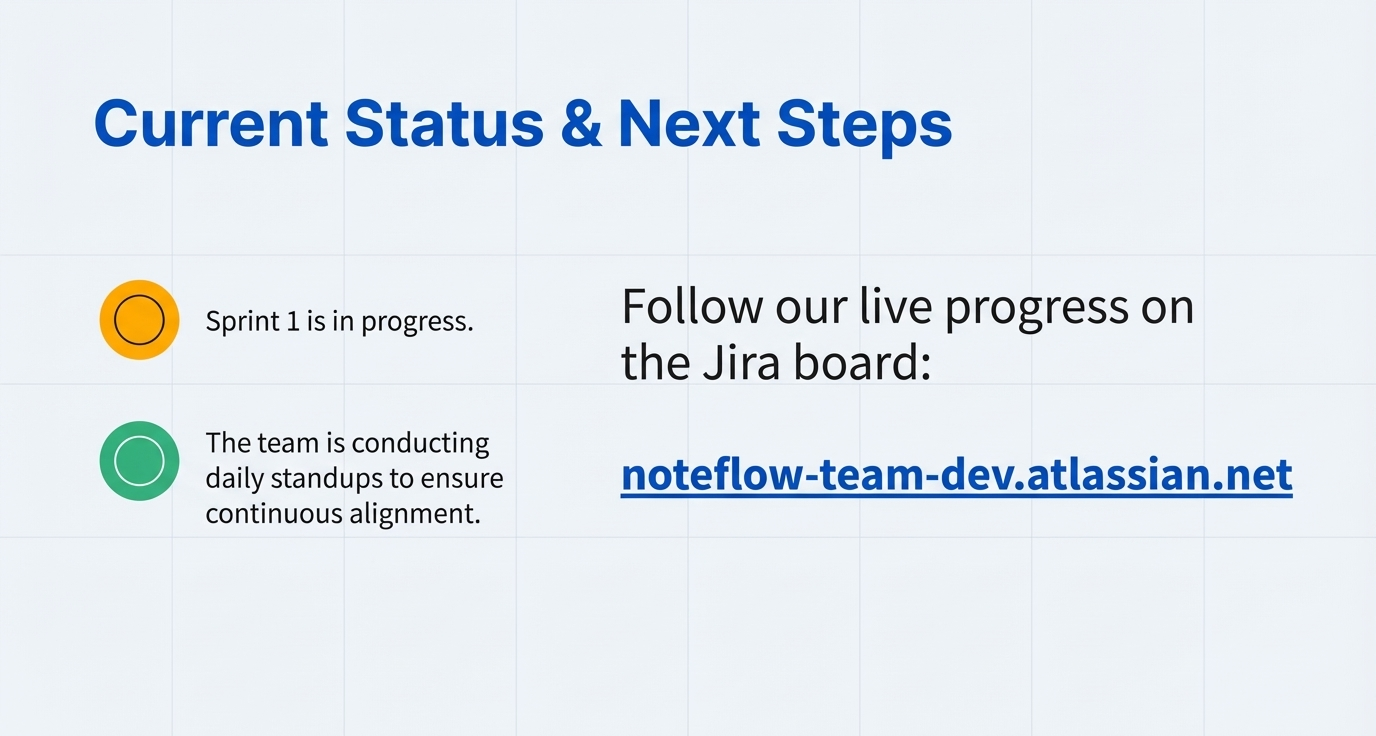 Current Status & Next Steps
Sprint 1 is in progress.
The team is conducting
daily standups to ensure
continuous alignment.
Follow our live progress on
the Jira board:
noteflow-team-dev.atlassian.net